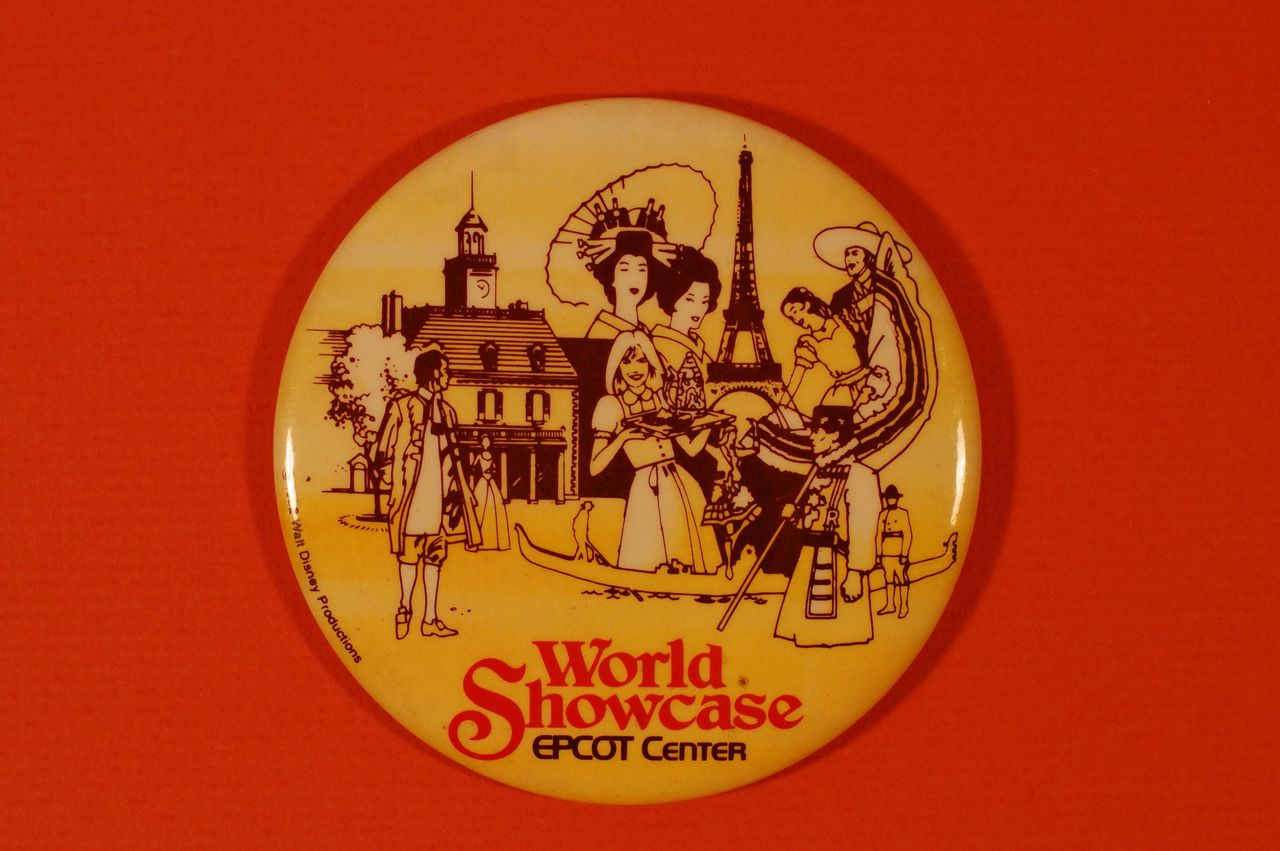 World
Showcase
EPCOT CENTER
Walt Disney Productions